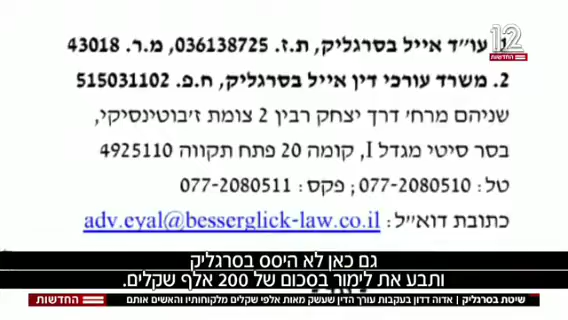 1. עו"ד אייל בסרגליק, ת.ז. 036138725, מ.ר. 43018
12
החדשות
2. משרד עורכי דין אייל בסרגליק, ח.פ. 515031102
שניהם מרח' דרך יצחק רבין 2 צומת ז'בוטינסקי,
בסר סיטי מגדל I, קומה 20 פתח תקווה 4925110
טל: 077-2080510; פקס: 077-2080511
כתובת דוא"ל: adv.eyal@besserglick-law.co.il
גם כאן לא היסס בסרגליק
ותבע את לימור בסכום של 200 אלף שקלים.
החדשות | שיטת בסרגליק | אדוה דדון בעקבות עורך הדין שעשק מאות אלפי שקלים מלקוחותיו והאשים אותם